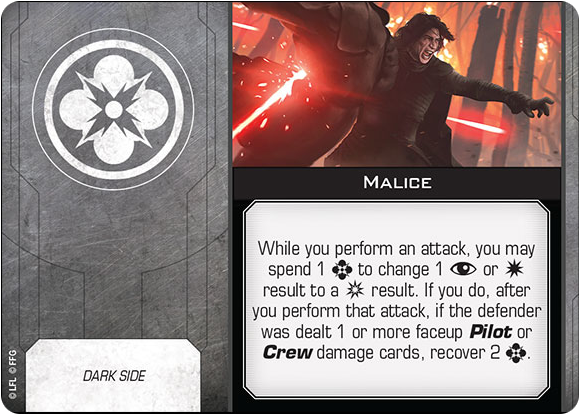 MALICE
While you perform an attack, you may
spend 1 to change 1 or
result to a result. If you do, after
you perform that attack, if the defender
was dealt 1 or more faceup Pilot or
Crew damage cards, recover 2 .
DARK SIDE
© LFL © FFG